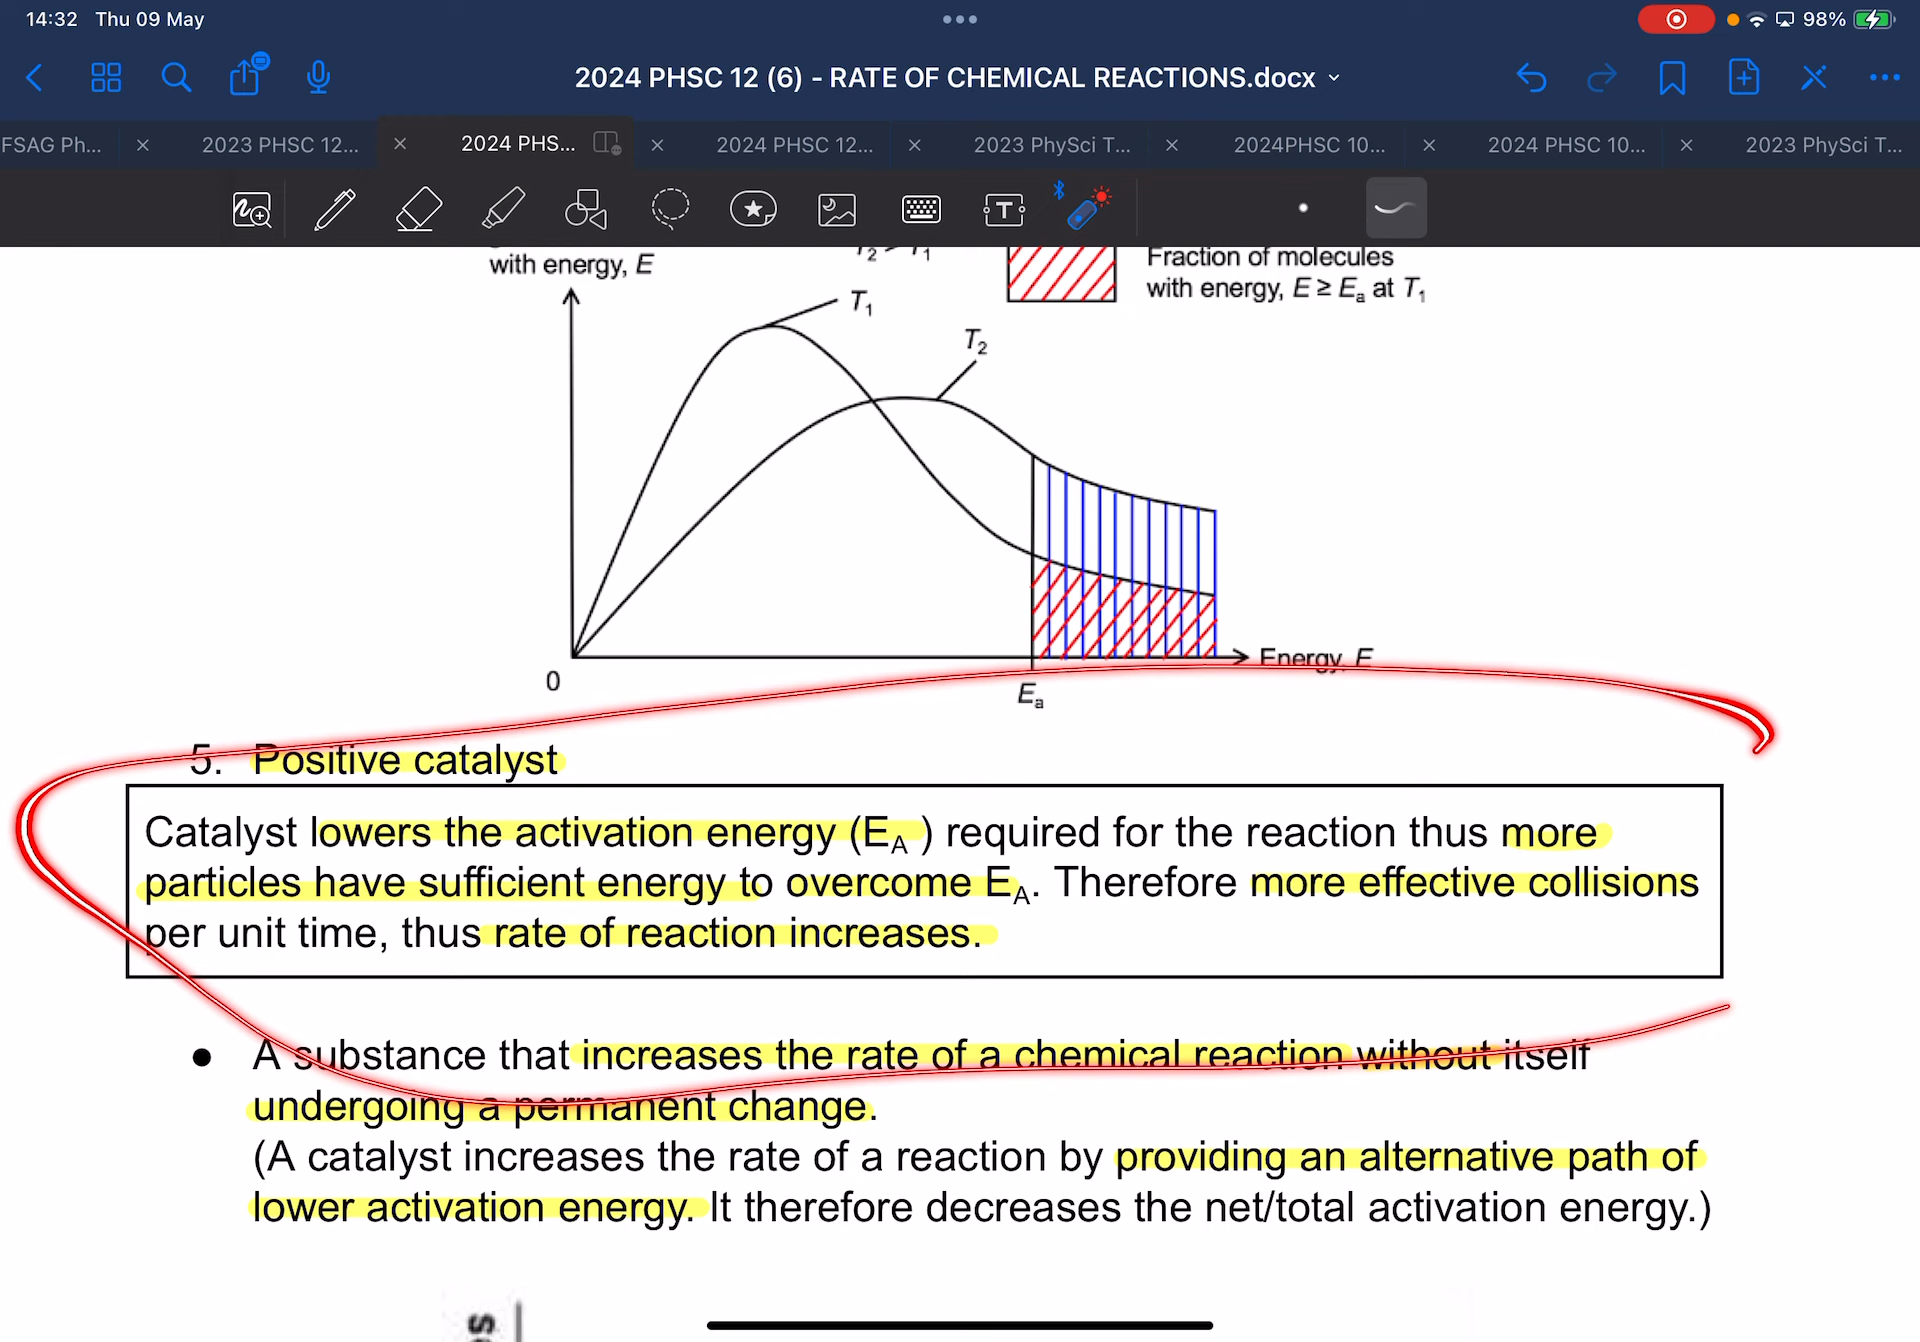 14:32 Thu 09 May
98%
2024 PHSC 12 (6) - RATE OF CHEMICAL REACTIONS.docx
FSAG Ph...
2023 PHSC 12...
2024 PHS...
2024 PHSC 12...
2023 PhySci T...
2024PHSC 10...
2024 PHSC 10...
2023 PhySci T...
T
with energy, E
T₂ > T₁
Fraction of molecules
with energy, E ≥ Eₐ at T₁
T₁
T₂
Energy, E
0
Eₐ
5. Positive catalyst
Catalyst lowers the activation energy (E_A ) required for the reaction thus more
particles have sufficient energy to overcome E_A. Therefore more effective collisions
per unit time, thus rate of reaction increases.
● A substance that increases the rate of a chemical reaction without itself
undergoing a permanent change.
(A catalyst increases the rate of a reaction by providing an alternative path of
lower activation energy. It therefore decreases the net/total activation energy.)